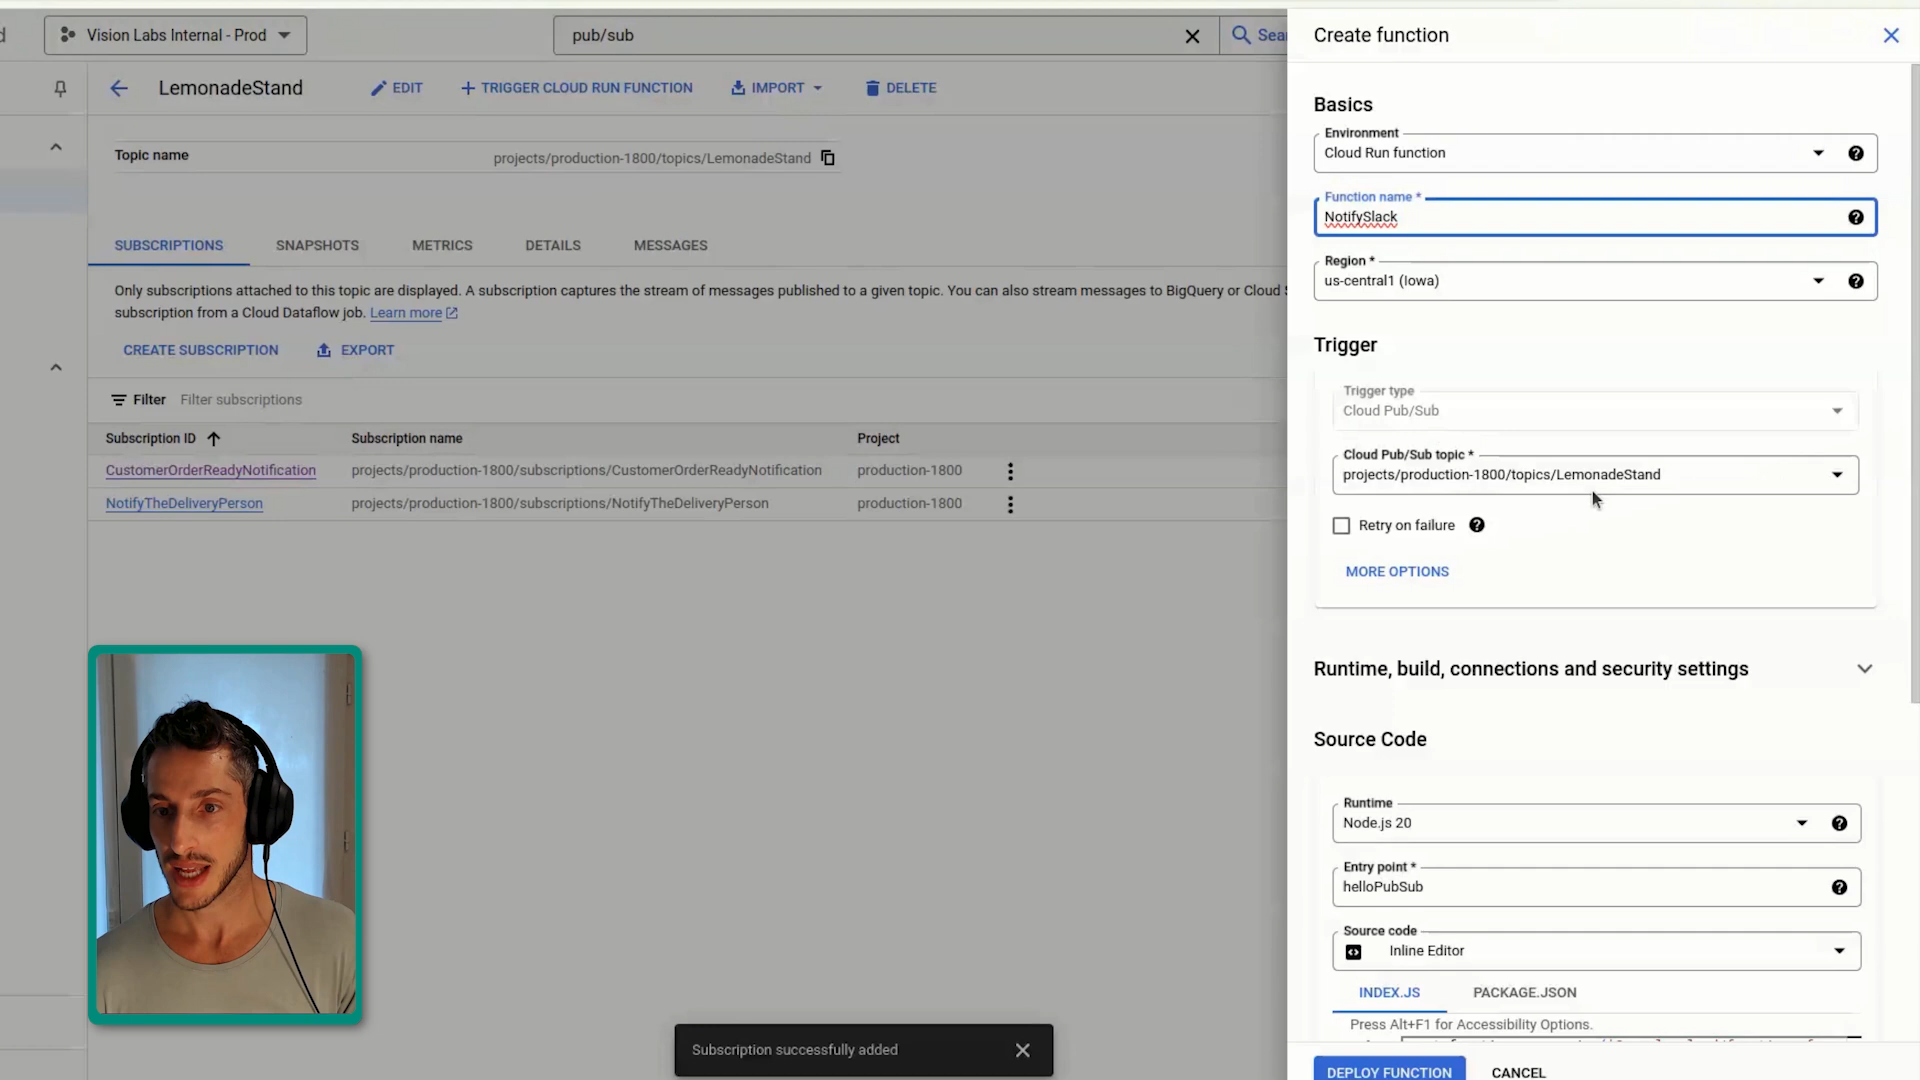 Vision Labs Internal - Prod
pub/sub
LemonadeStand
EDIT
TRIGGER CLOUD RUN FUNCTION
IMPORT
DELETE
Topic name
projects/production-1800/topics/LemonadeStand
SUBSCRIPTIONS
SNAPSHOTS
METRICS
DETAILS
MESSAGES
Only subscriptions attached to this topic are displayed. A subscription captures the stream of messages published to a given topic. You can also stream messages to BigQuery or Cloud
subscription from a Cloud Dataflow job. Learn more
CREATE SUBSCRIPTION
EXPORT
Filter Filter subscriptions
Subscription ID Subscription name Project
CustomerOrderReadyNotification projects/production-1800/subscriptions/CustomerOrderReadyNotification production-1800
NotifyTheDeliveryPerson projects/production-1800/subscriptions/NotifyTheDeliveryPerson production-1800
Subscription successfully added
Create function
Basics
Environment
Cloud Run function
Function name *
NotifySlack
Region *
us-central1 (Iowa)
Trigger
Trigger type
Cloud Pub/Sub
Cloud Pub/Sub topic *
projects/production-1800/topics/LemonadeStand
Retry on failure
MORE OPTIONS
Runtime, build, connections and security settings
Source Code
Runtime
Node.js 20
Entry point *
helloPubSub
Source code
Inline Editor
INDEX.JS
PACKAGE.JSON
Press Alt+F1 for Accessibility Options.
DEPLOY FUNCTION
CANCEL